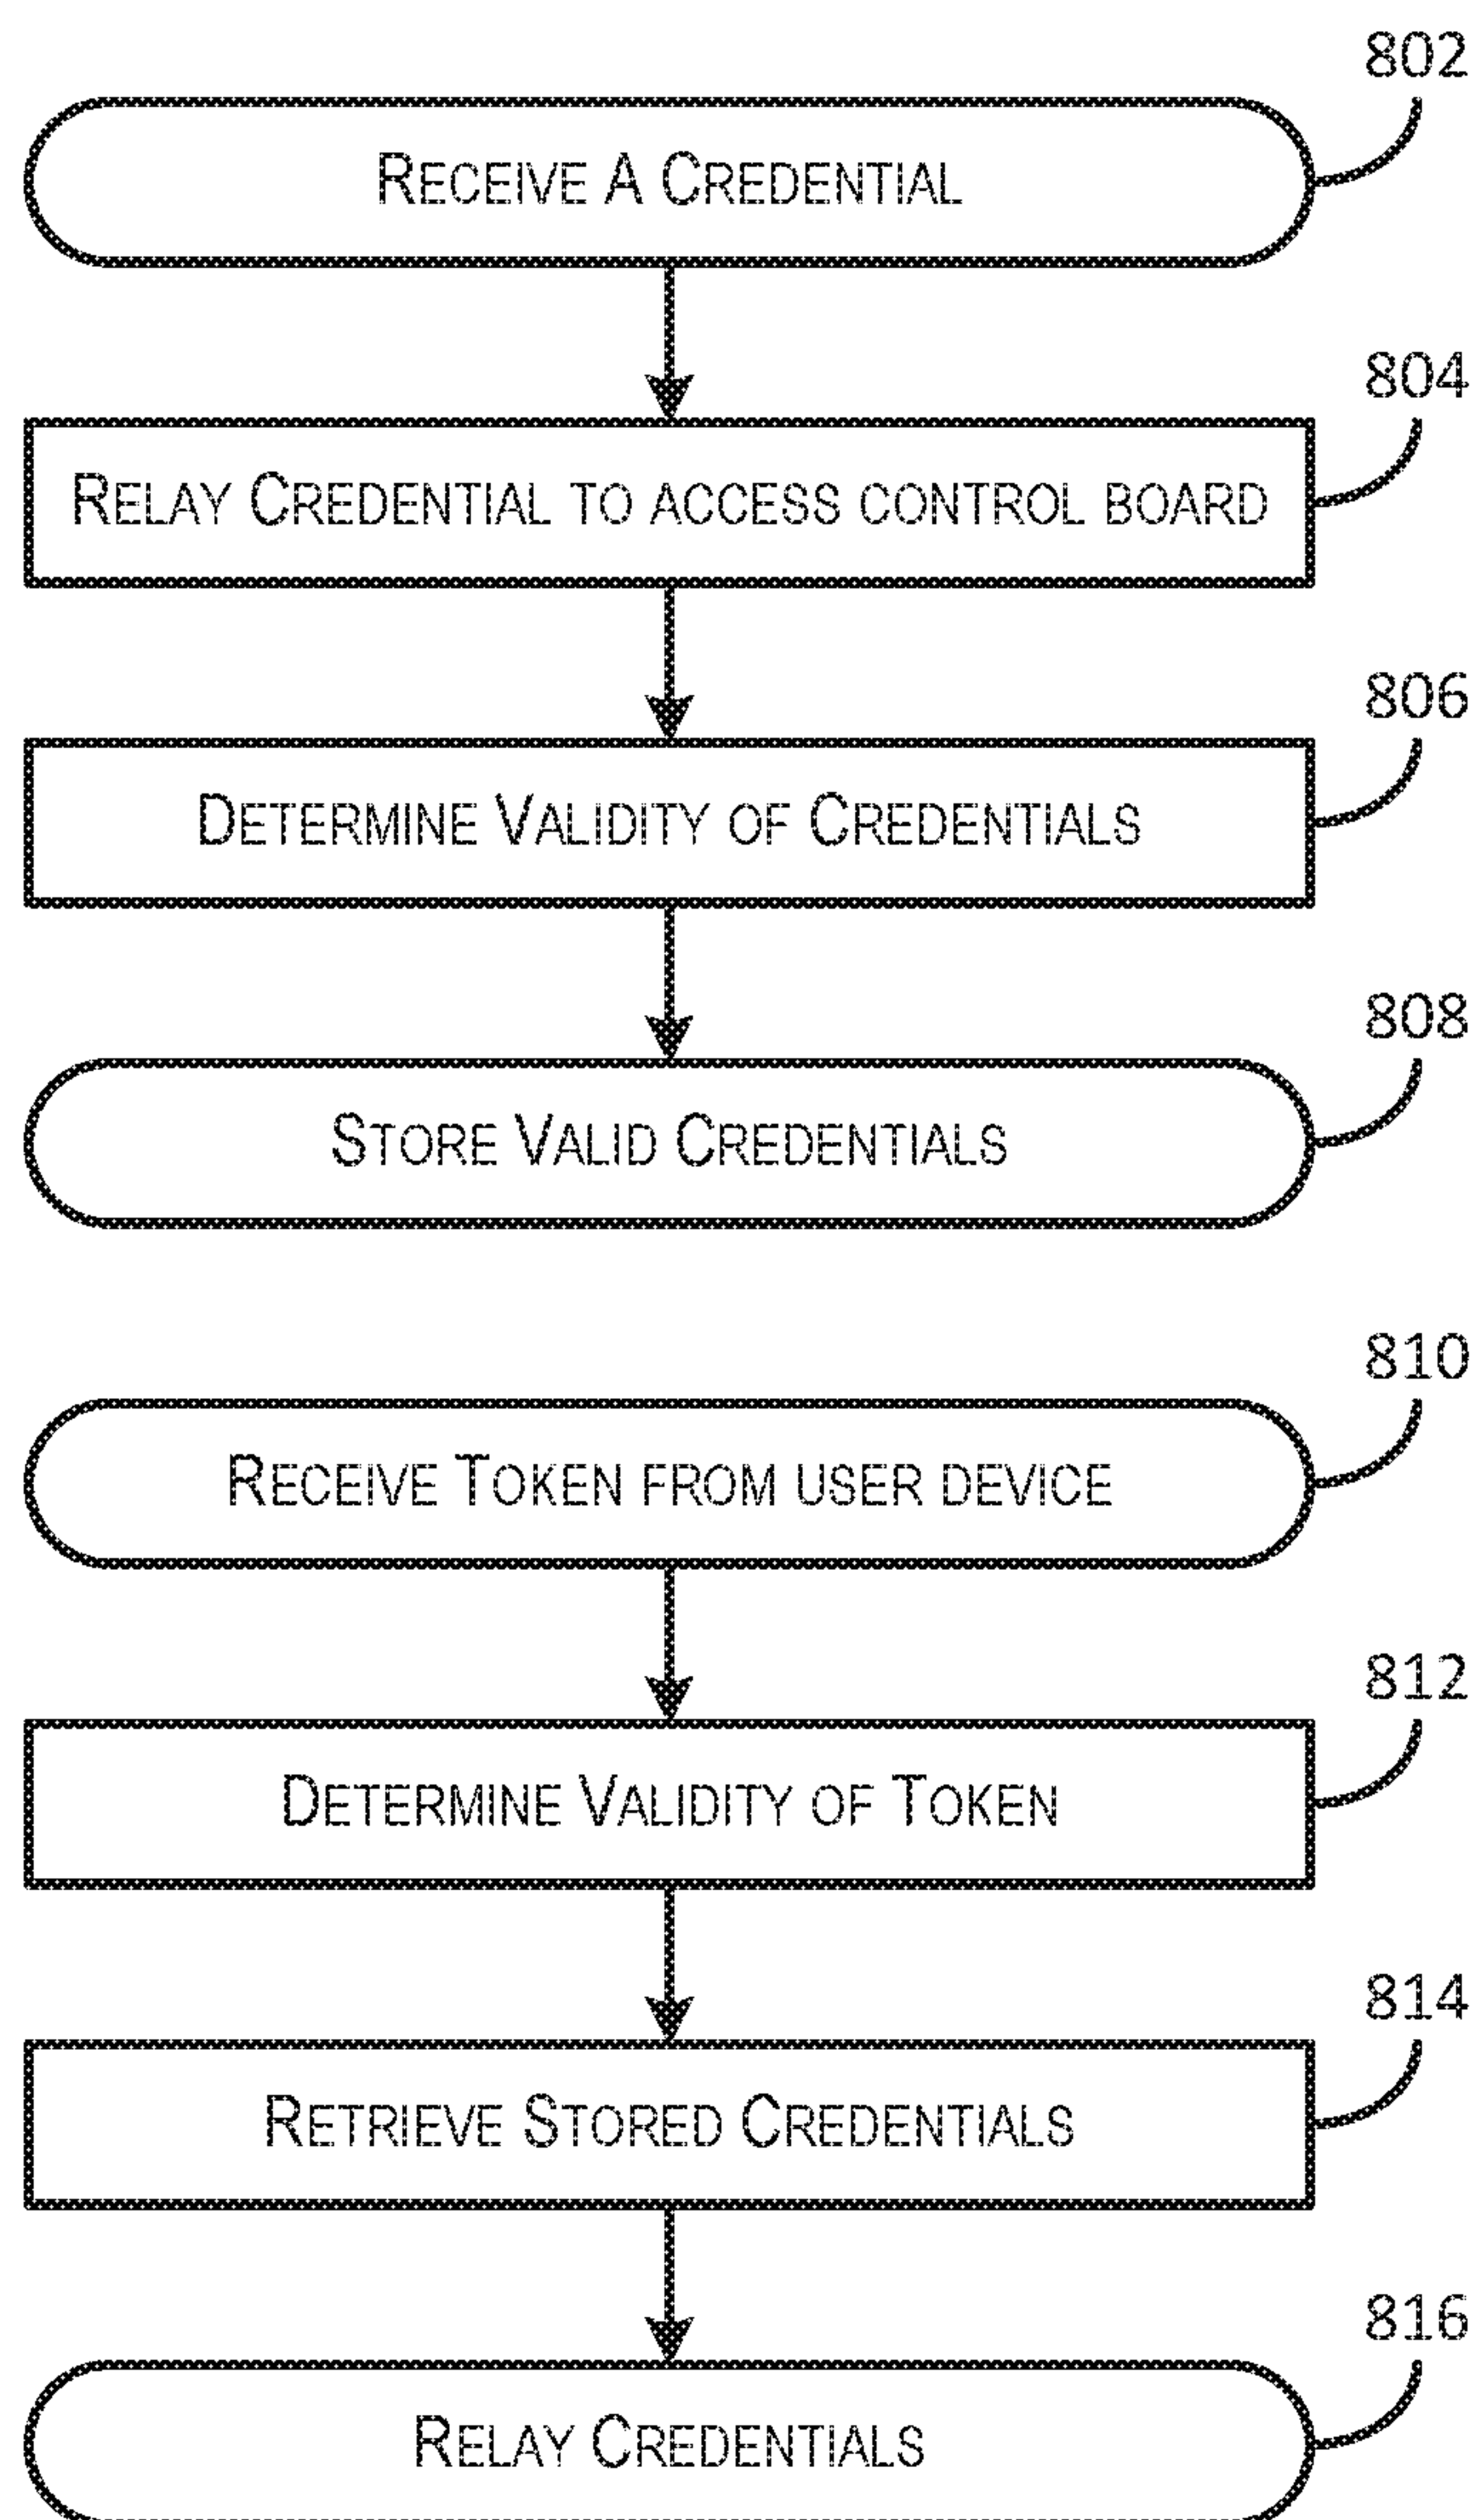 802
RECEIVE A CREDENTIAL
804
RELAY CREDENTIAL TO ACCESS CONTROL BOARD
806
DETERMINE VALIDITY OF CREDENTIALS
808
STORE VALID CREDENTIALS
810
RECEIVE TOKEN FROM USER DEVICE
812
DETERMINE VALIDITY OF TOKEN
814
RETRIEVE STORED CREDENTIALS
816
RELAY CREDENTIALS